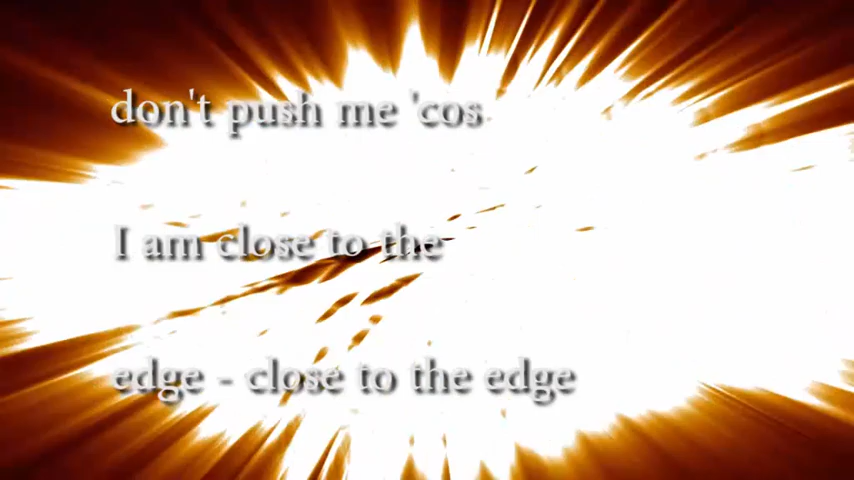 don't push me 'cos
I am close to the
edge - close to the edge